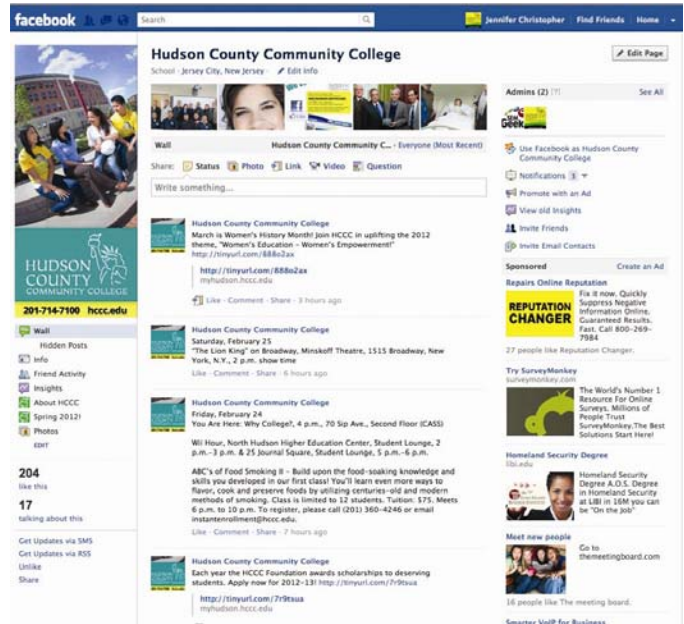 facebook
Search
Jennifer Christopher Find Friends Home
Hudson County Community College
School · Jersey City, New Jersey · Edit Info
Edit Page
HUDSON
COUNTY
COMMUNITY COLLEGE
201-714-7100 hccc.edu
Wall
Hidden Posts
Info
Friend Activity
Insights
About HCCC
Spring 2012!
Photos
EDIT
204
like this
17
talking about this
Get Updates via SMS
Get Updates via RSS
Unlike
Share
Wall Hudson County Community C... · Everyone (Most Recent)
Share: Status Photo Link Video Question
Write something...
Hudson County Community College
March is Women's History Month! Join HCCC in uplifting the 2012
theme, "Women's Education - Women's Empowerment!"
http://tinyurl.com/888o2ax
http://tinyurl.com/888o2ax
myhudson.hccc.edu
Like · Comment · Share · 3 hours ago
Hudson County Community College
Saturday, February 25
"The Lion King" on Broadway, Minskoff Theatre, 1515 Broadway, New
York, N.Y., 2 p.m. show time
Like · Comment · Share · 6 hours ago
Hudson County Community College
Friday, February 24
You Are Here: Why College?, 4 p.m., 70 Sip Ave., Second Floor (CASS)
Wii Hour, North Hudson Higher Education Center, Student Lounge, 2
p.m.-3 p.m. & 25 Journal Square, Student Lounge, 5 p.m.-6 p.m.
ABC's of Food Smoking II - Build upon the food-soaking knowledge and
skills you developed in our first class! You'll learn even more ways to
flavor, cook and preserve foods by utilizing centuries-old and modern
methods of smoking. Class is limited to 12 students. Tuition: $75. Meets
6 p.m. to 10 p.m. To register, please call (201) 360-4246 or email
instantenrollment@hccc.edu.
Like · Comment · Share · 7 hours ago
Hudson County Community College
Each year the HCCC Foundation awards scholarships to deserving
students. Apply now for 2012-13! http://tinyurl.com/7r9tsua
http://tinyurl.com/7r9tsua
myhudson.hccc.edu
Admins (2) [?] See All
Geek
Use Facebook as Hudson County
Community College
Notifications 3
Promote with an Ad
View old Insights
Invite Friends
Invite Email Contacts
Sponsored Create an Ad
Repairs Online Reputation
REPUTATION
CHANGER
Fix it now. Quickly
Suppress Negative
Information Online.
Guaranteed Results.
Fast. Call 800-269-
7984
27 people like Reputation Changer.
Try SurveyMonkey
surveymonkey.com
The World's Number 1
Resource For Online
Surveys. Millions of
People Trust
SurveyMonkey.The Best
Solutions Start Here!
Homeland Security Degree
libi.edu
Homeland Security
Degree A.O.S. Degree
in Homeland Security
at LIBI in 16M you can
be "On the Job"
Meet new people
Go to
themeetingboard.com
16 people like The meeting board.
Smarter VoIP for Business